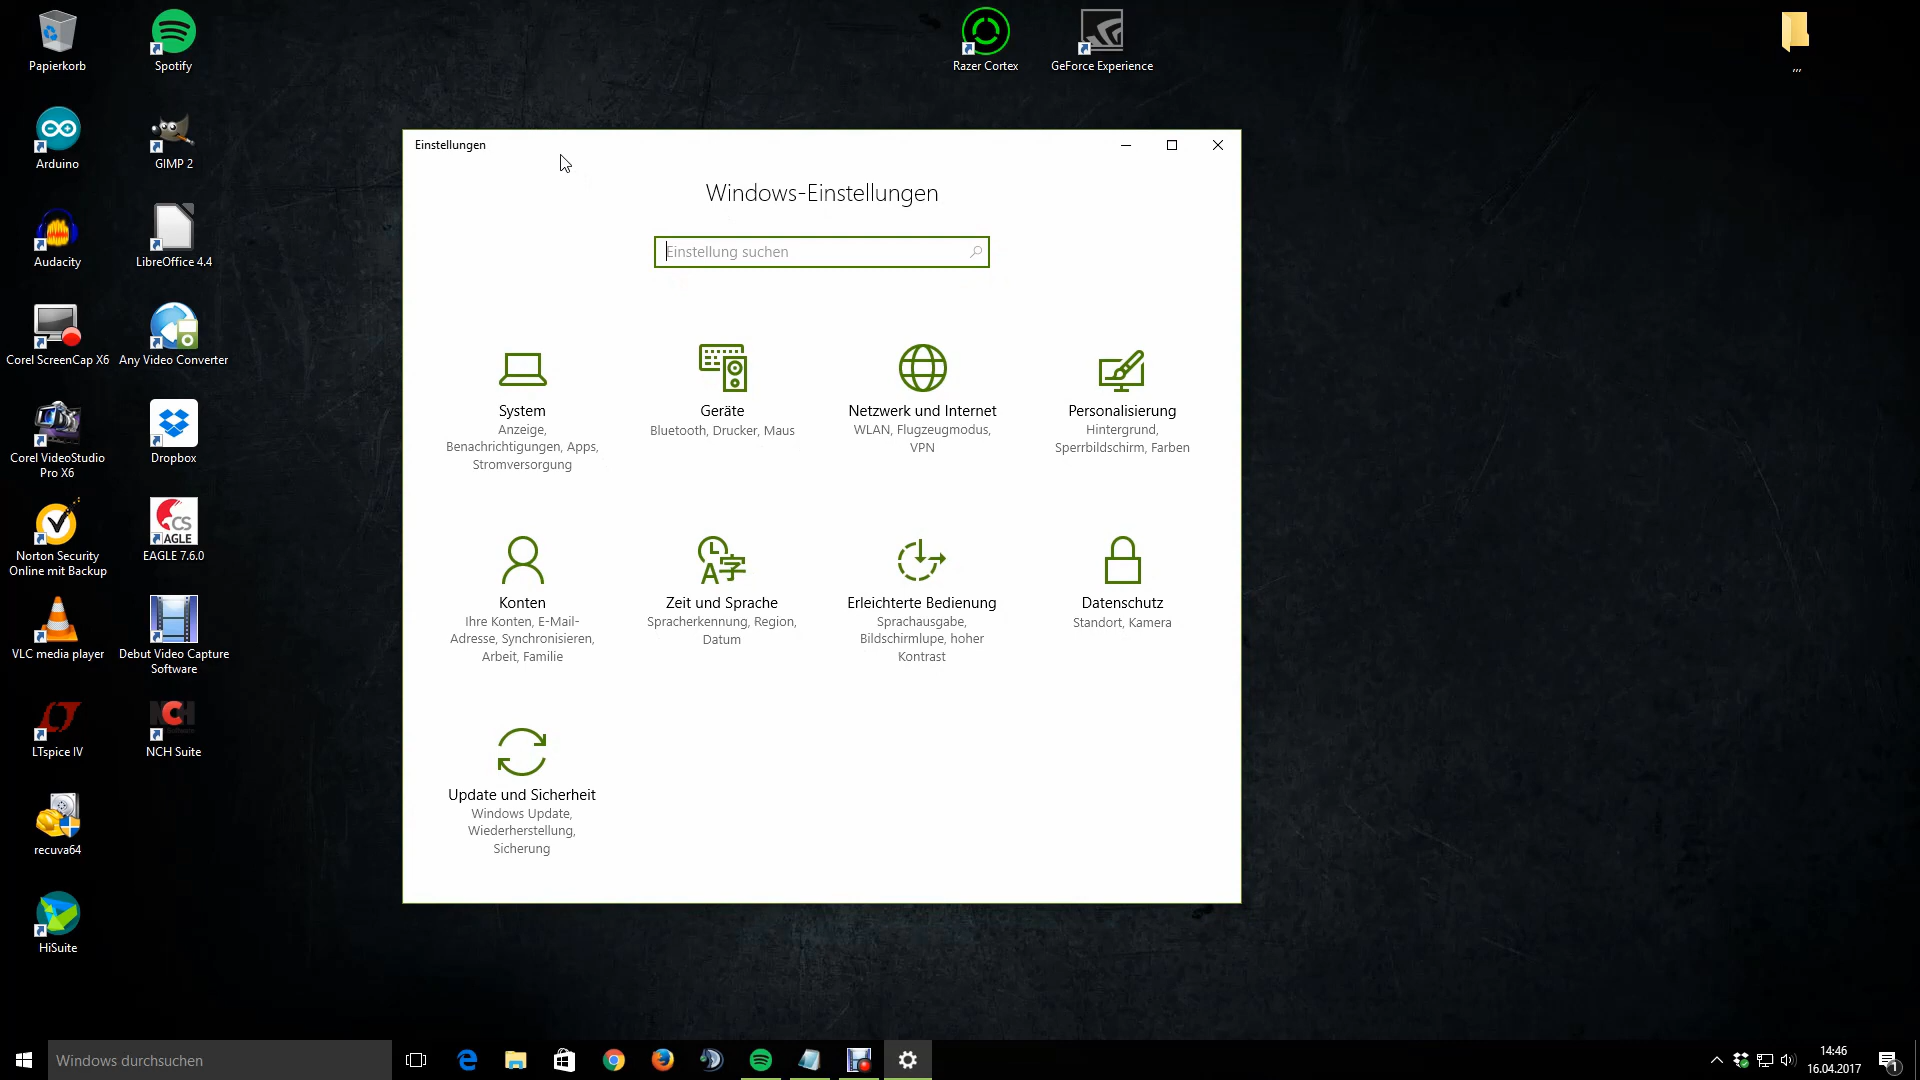 Papierkorb
Spotify
Razer Cortex
GeForce Experience
,,,
Arduino
GIMP 2
Audacity
LibreOffice 4.4
Corel ScreenCap X6
Any Video Converter
Corel VideoStudio
Pro X6
Dropbox
Norton Security
Online mit Backup
CS
AGLE
EAGLE 7.6.0
VLC media player
Debut Video Capture
Software
LTspice IV
NCH
NCH Suite
recuva64
HiSuite
Einstellungen
Windows-Einstellungen
Einstellung suchen
System
Anzeige,
Benachrichtigungen, Apps,
Stromversorgung
Geräte
Bluetooth, Drucker, Maus
Netzwerk und Internet
WLAN, Flugzeugmodus,
VPN
Personalisierung
Hintergrund,
Sperrbildschirm, Farben
Konten
Ihre Konten, E-Mail-
Adresse, Synchronisieren,
Arbeit, Familie
Zeit und Sprache
Spracherkennung, Region,
Datum
Erleichterte Bedienung
Sprachausgabe,
Bildschirmlupe, hoher
Kontrast
Datenschutz
Standort, Kamera
Update und Sicherheit
Windows Update,
Wiederherstellung,
Sicherung
Windows durchsuchen
14:46
16.04.2017
1